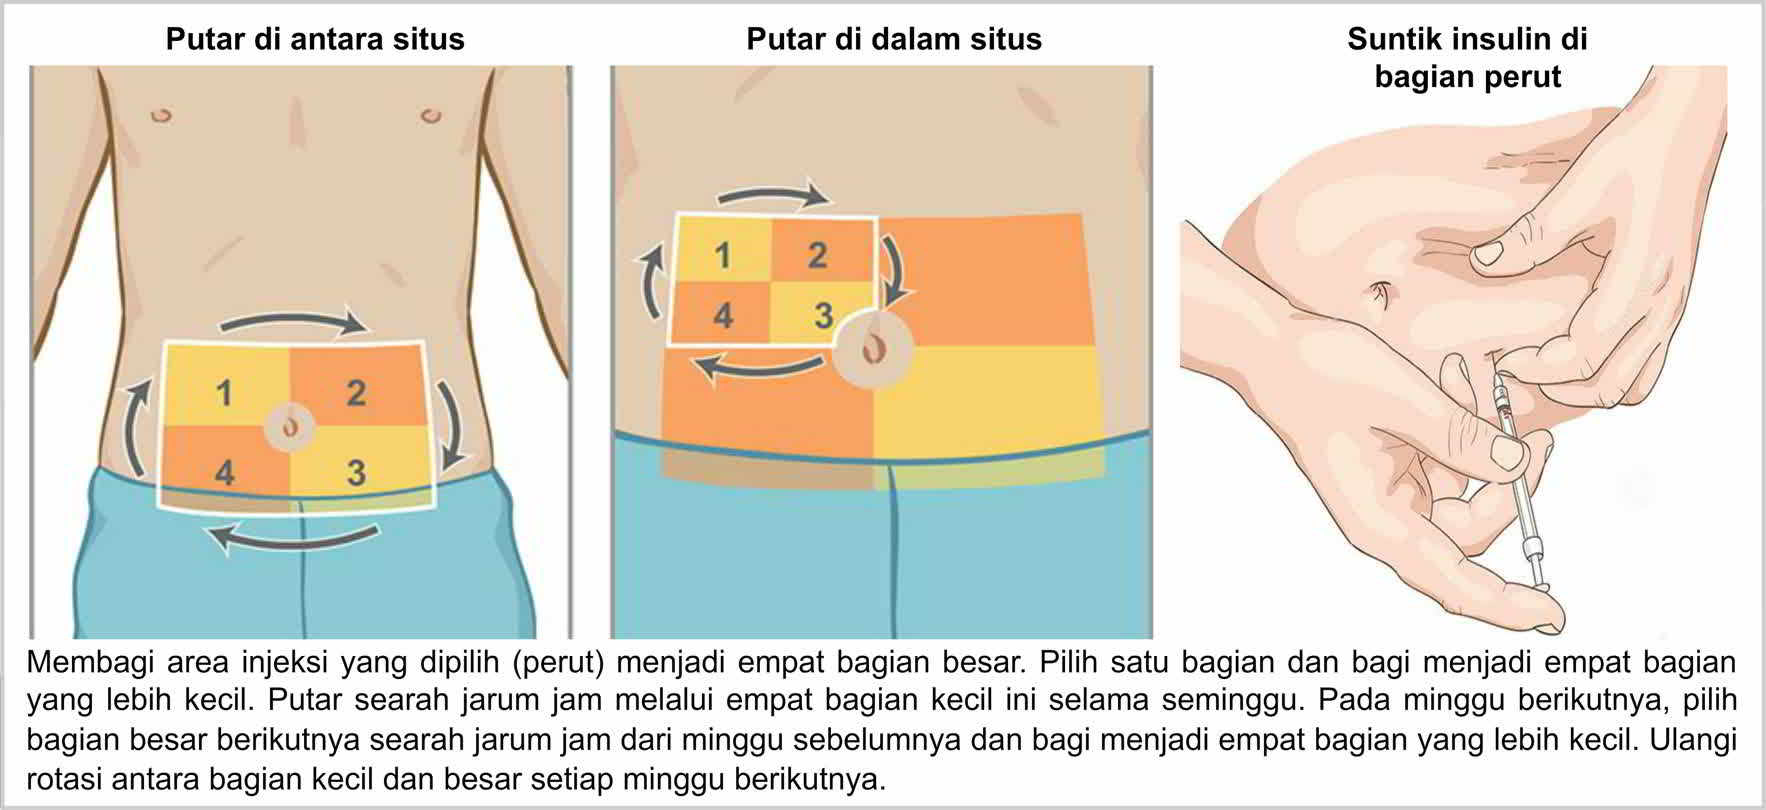 Putar di antara situs
Putar di dalam situs
Suntik insulin di
bagian perut
1
2
4
3
1
2
4
3
Membagi area injeksi yang dipilih (perut) menjadi empat bagian besar. Pilih satu bagian dan bagi menjadi empat bagian
yang lebih kecil. Putar searah jarum jam melalui empat bagian kecil ini selama seminggu. Pada minggu berikutnya, pilih
bagian besar berikutnya searah jarum jam dari minggu sebelumnya dan bagi menjadi empat bagian yang lebih kecil. Ulangi
rotasi antara bagian kecil dan besar setiap minggu berikutnya.